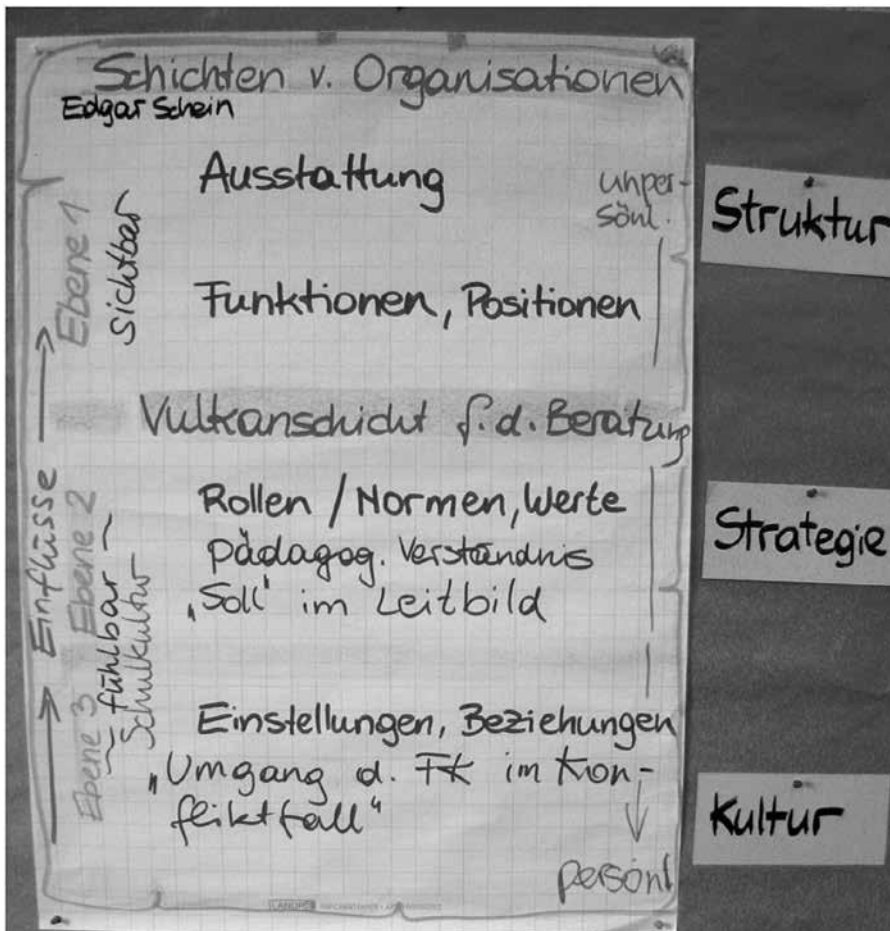 Schichten v. Organisationen
Edgar Schein
Ausstattung
unper-
sönl.
Struktur
Ebene 1
Sichtbar
Funktionen, Positionen
Vulkanschicht f.d. Beratung
Einflüsse
Ebene 2
Rollen / Normen, Werte
Pädagog. Verständnis
„Soll“ im Leitbild
Strategie
Ebene 3
fühlbar
Schulkultur
Einstellungen, Beziehungen
„Umgang d. FK im Kon-
fliktfall“
Kultur
persönl